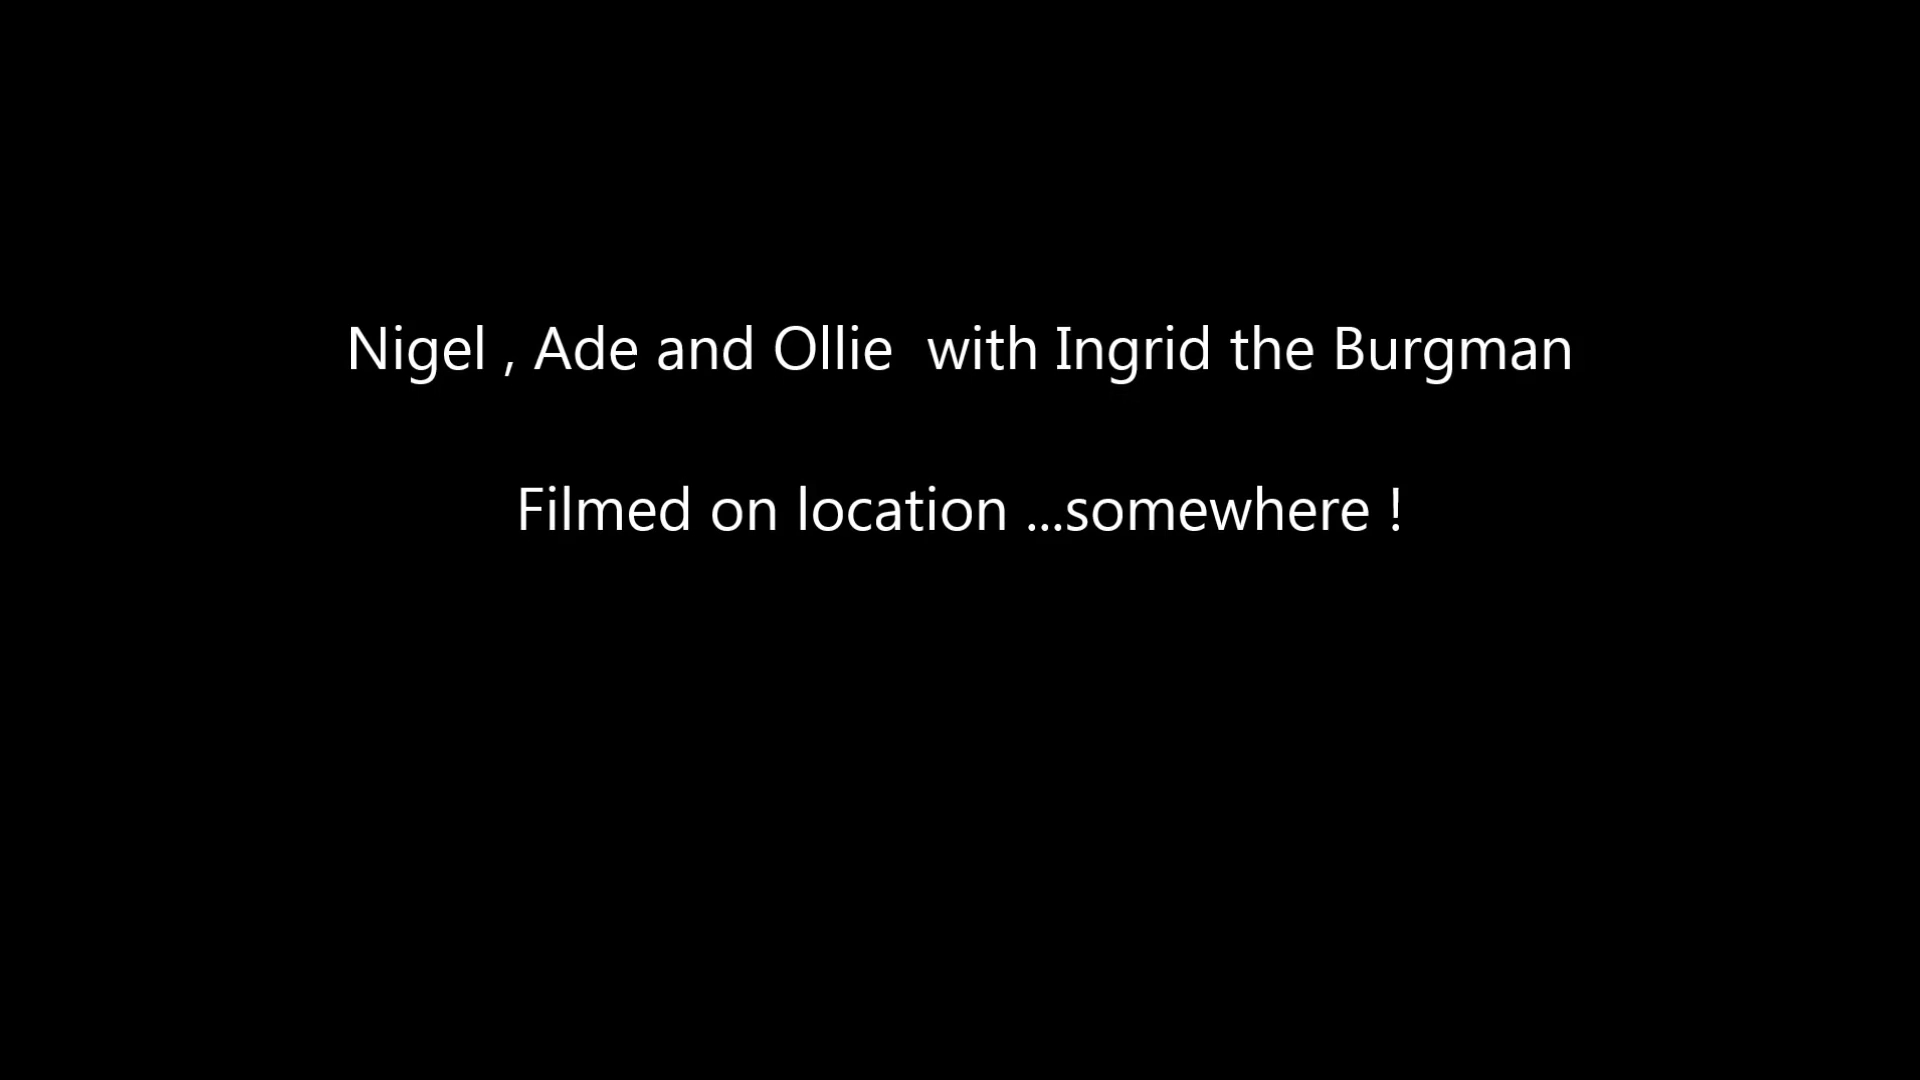 Nigel , Ade and Ollie  with Ingrid the Burgman
Filmed on location ...somewhere !